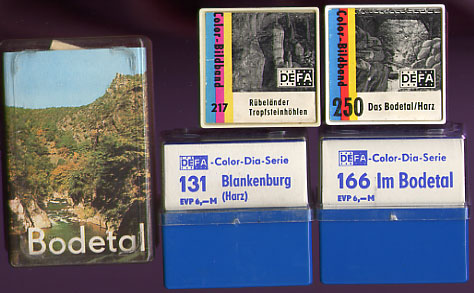 Bodetal
Color-Bildband
DEFA
217
Rübeländer
Tropfsteinhöhlen
Color-Bildband
DEFA
250 Das Bodetal/Harz
DEFA-Color-Dia-Serie
131 Blankenburg
EVP 6,-M (Harz)
DEFA-Color-Dia-Serie
166 Im Bodetal
EVP 6,-M